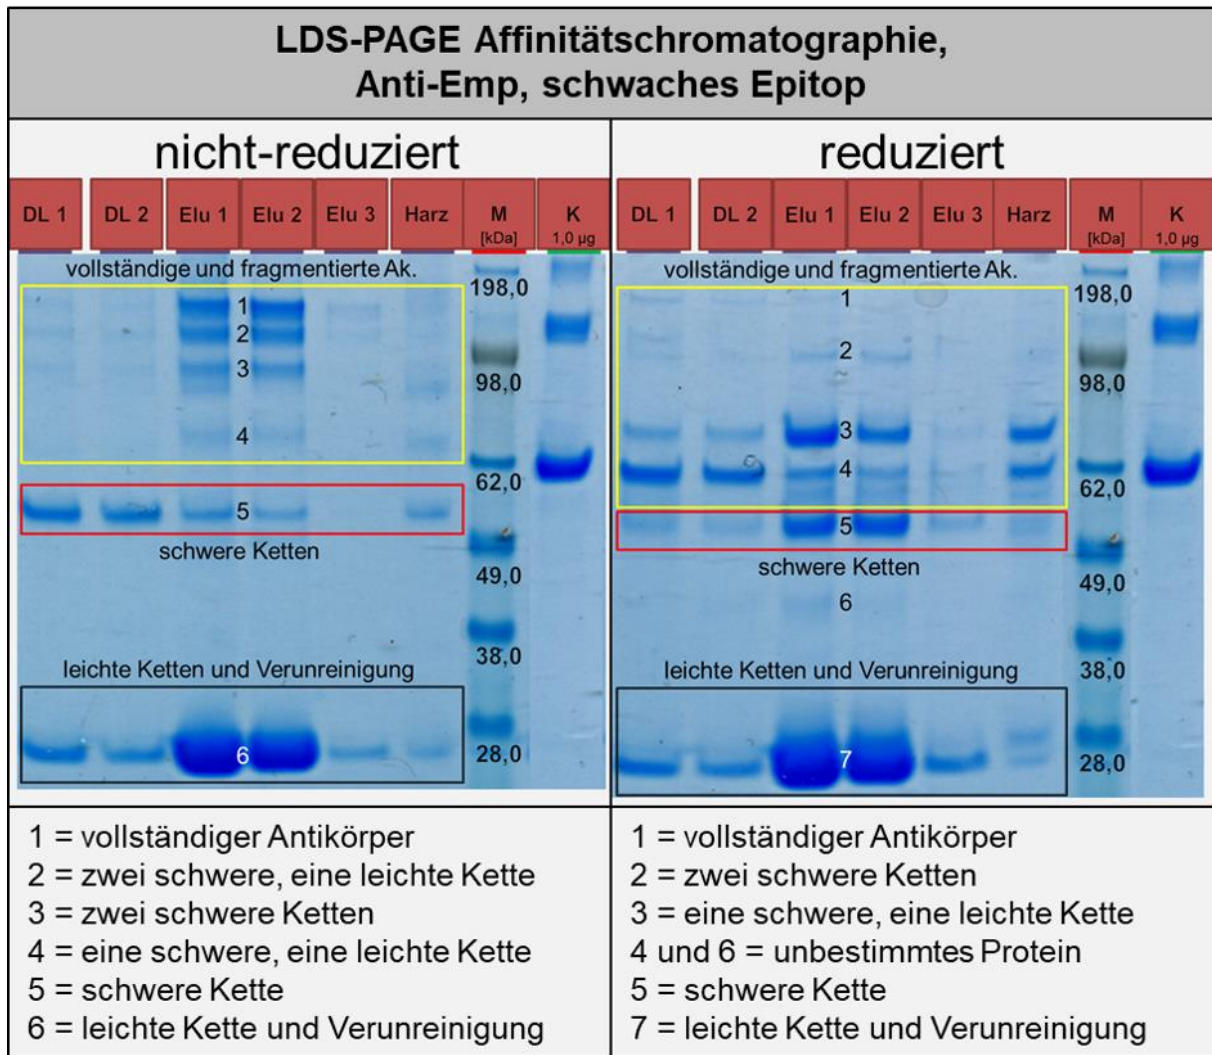 LDS-PAGE Affinitätschromatographie,
Anti-Emp, schwaches Epitop
nicht-reduziert
DL 1 DL 2 Elu 1 Elu 2 Elu 3 Harz M [kDa] K 1,0 µg
vollständige und fragmentierte Ak.
1
198,0
2
3
98,0
4
62,0
5
schwere Ketten
49,0
38,0
leichte Ketten und Verunreinigung
6
28,0
reduziert
DL 1 DL 2 Elu 1 Elu 2 Elu 3 Harz M [kDa] K 1,0 µg
vollständige und fragmentierte Ak.
1
198,0
2
98,0
3
4
62,0
5
schwere Ketten
49,0
6
38,0
leichte Ketten und Verunreinigung
7
28,0
1 = vollständiger Antikörper
2 = zwei schwere, eine leichte Kette
3 = zwei schwere Ketten
4 = eine schwere, eine leichte Kette
5 = schwere Kette
6 = leichte Kette und Verunreinigung
1 = vollständiger Antikörper
2 = zwei schwere Ketten
3 = eine schwere, eine leichte Kette
4 und 6 = unbestimmtes Protein
5 = schwere Kette
7 = leichte Kette und Verunreinigung